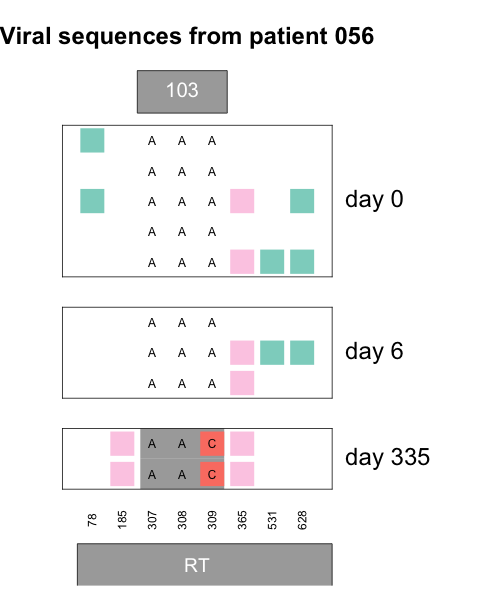 Viral sequences from patient 056
103
A A A
A A A
A A A day 0
A A A
A A A
A A A
A A A day 6
A A A
A A C
day 335
A A C
78 185 307 308 309 365 531 628
RT